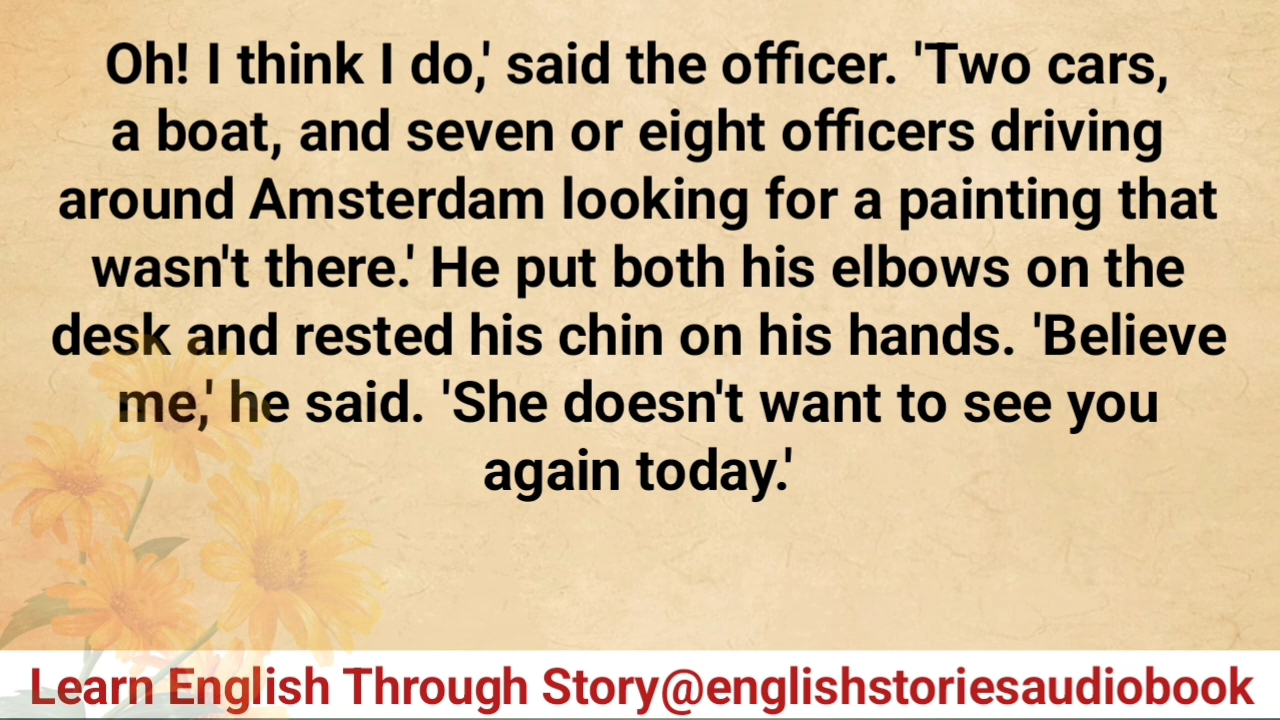 Oh! I think I do,' said the officer. 'Two cars,
a boat, and seven or eight officers driving
around Amsterdam looking for a painting that
wasn't there.' He put both his elbows on the
desk and rested his chin on his hands. 'Believe
me,' he said. 'She doesn't want to see you
again today.'
Learn English Through Story@englishstoriesaudiobook